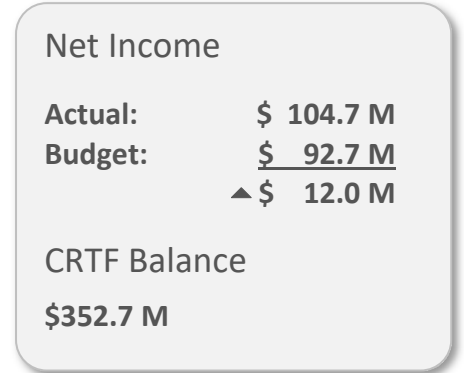 Net Income
Actual: $ 104.7 M
Budget: $ 92.7 M
▲$ 12.0 M
CRTF Balance
$352.7 M